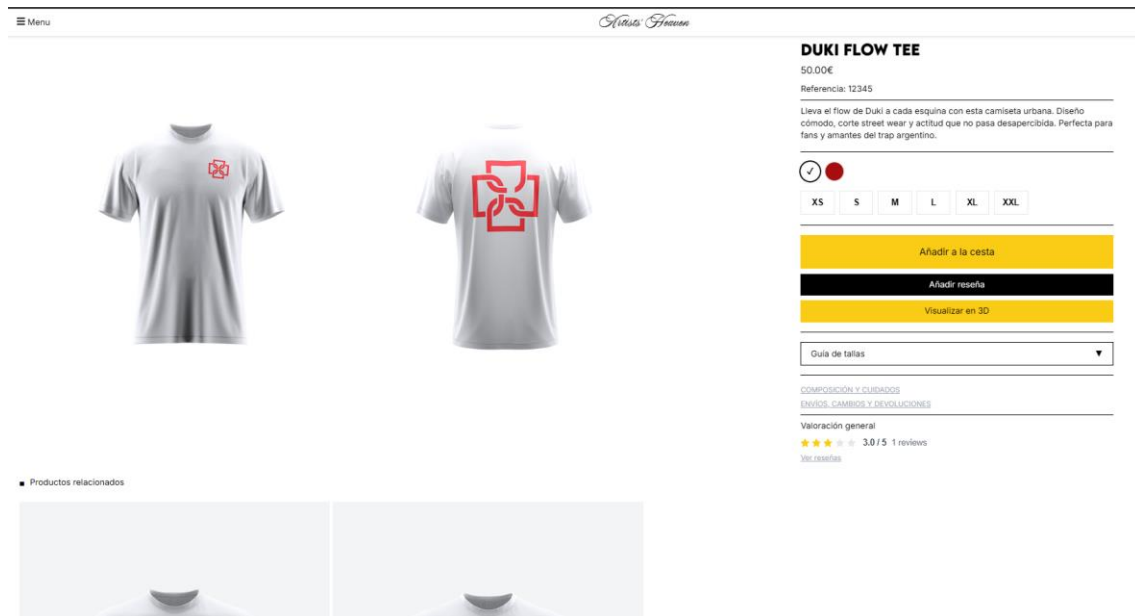 Menu
Artists' Heaven
DUKI FLOW TEE
50.00€
Referencia: 12345
Lleva el flow de Duki a cada esquina con esta camiseta urbana. Diseño
cómodo, corte street wear y actitud que no pasa desapercibida. Perfecta para
fans y amantes del trap argentino.
XS S M L XL XXL
Añadir a la cesta
Añadir reseña
Visualizar en 3D
Guía de tallas
COMPOSICIÓN Y CUIDADOS
ENVÍOS, CAMBIOS Y DEVOLUCIONES
Valoración general
3.0 / 5 1 reviews
Ver reseñas
Productos relacionados